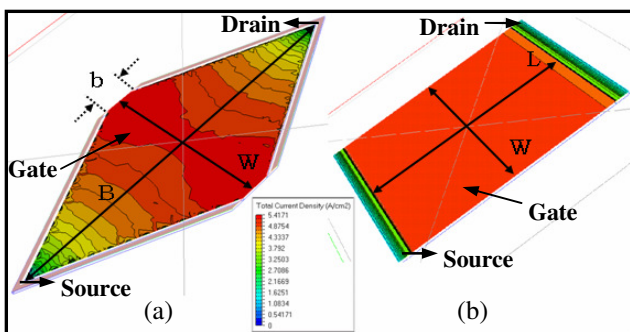 Drain
b
Gate
W
B
Source
(a)
Drain
L
W
Gate
Source
(b)
Total Current Density (A/cm2)
5.4171
4.8754
4.3337
3.792
3.2503
2.7086
2.1669
1.6251
1.0834
0.54171
0